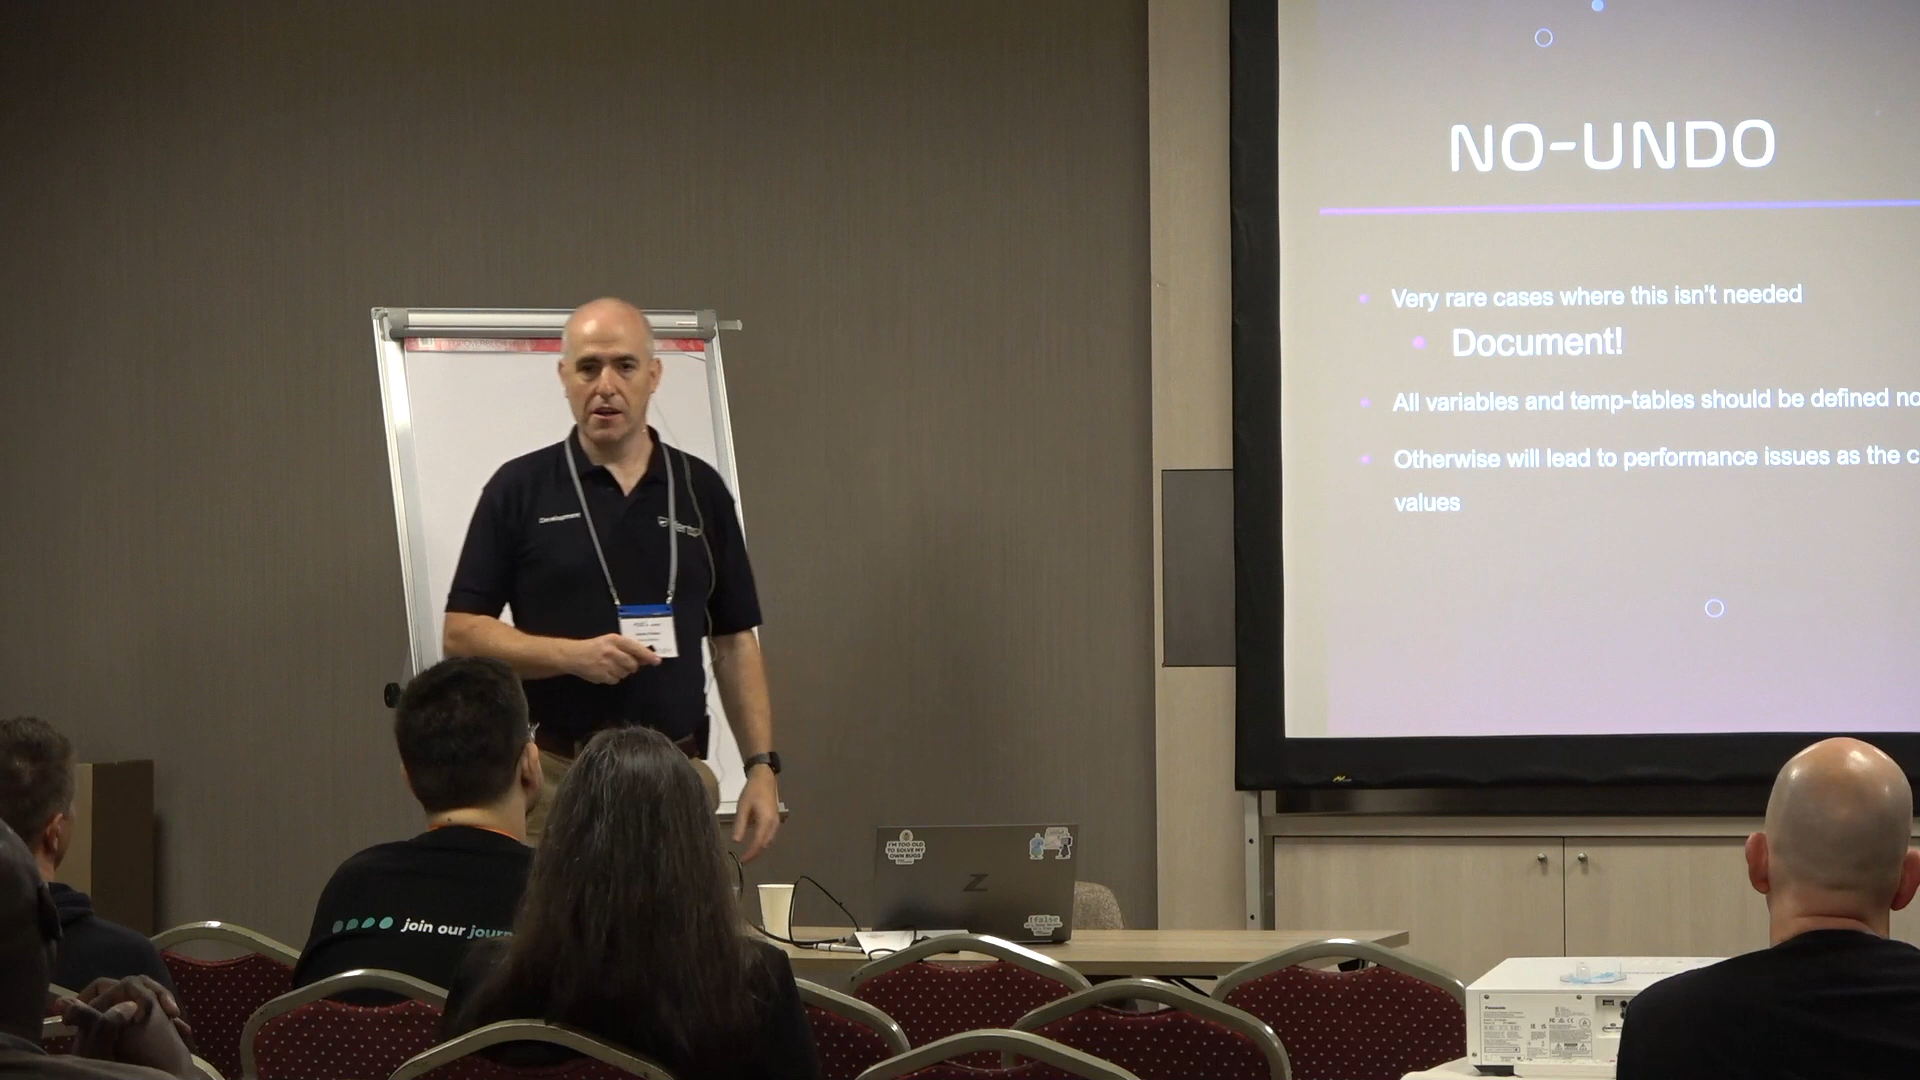 NO-UNDO
Very rare cases where this isn't needed
Document!
All variables and temp-tables should be defined no
Otherwise will lead to performance issues as the c
values
Development
join our journ
I'M TOO OLD
TO SOLVE MY
OWN BUGS
Z
!false
Panasonic